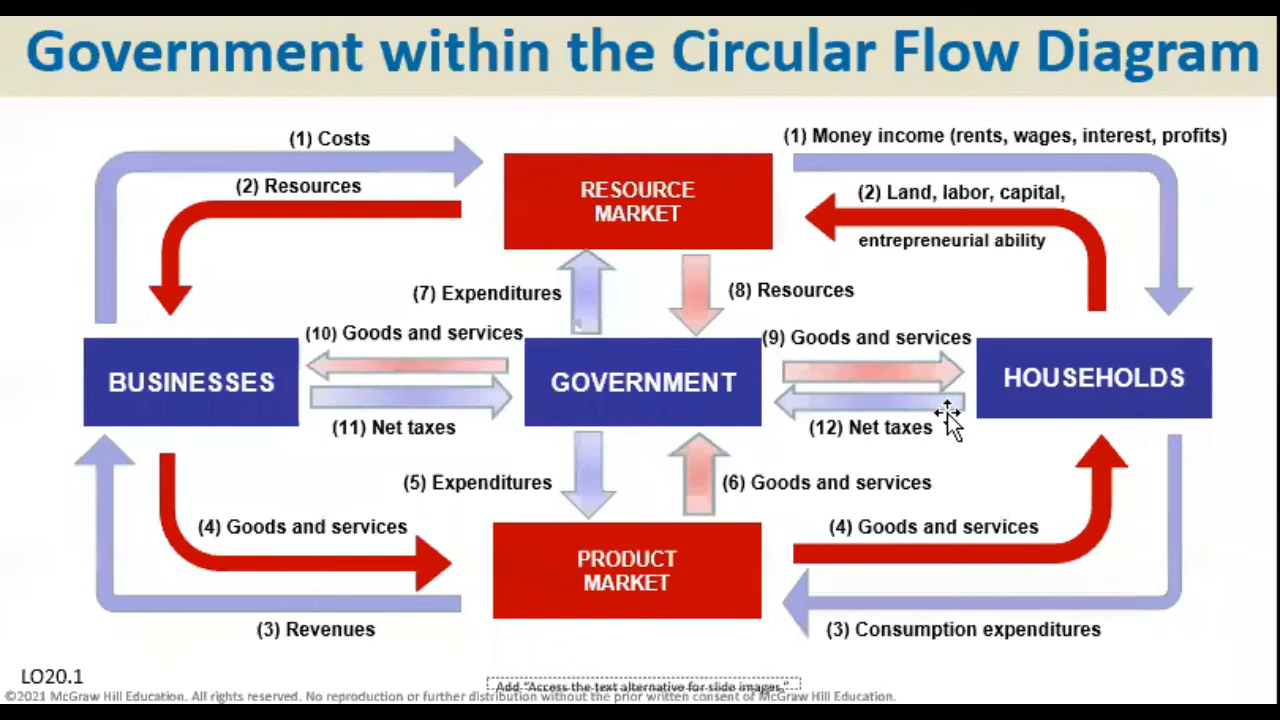 Government within the Circular Flow Diagram
(1) Costs
(1) Money income (rents, wages, interest, profits)
(2) Resources
RESOURCE
MARKET
(2) Land, labor, capital,
entrepreneurial ability
(7) Expenditures
(8) Resources
(10) Goods and services
(9) Goods and services
BUSINESSES
GOVERNMENT
HOUSEHOLDS
(11) Net taxes
(12) Net taxes
(5) Expenditures
(6) Goods and services
(4) Goods and services
(4) Goods and services
PRODUCT
MARKET
(3) Revenues
(3) Consumption expenditures
LO20.1
Add "Access the text alternative for slide images."
©2021 McGraw Hill Education. All rights reserved. No reproduction or further distribution without the prior written consent of McGraw Hill Education.